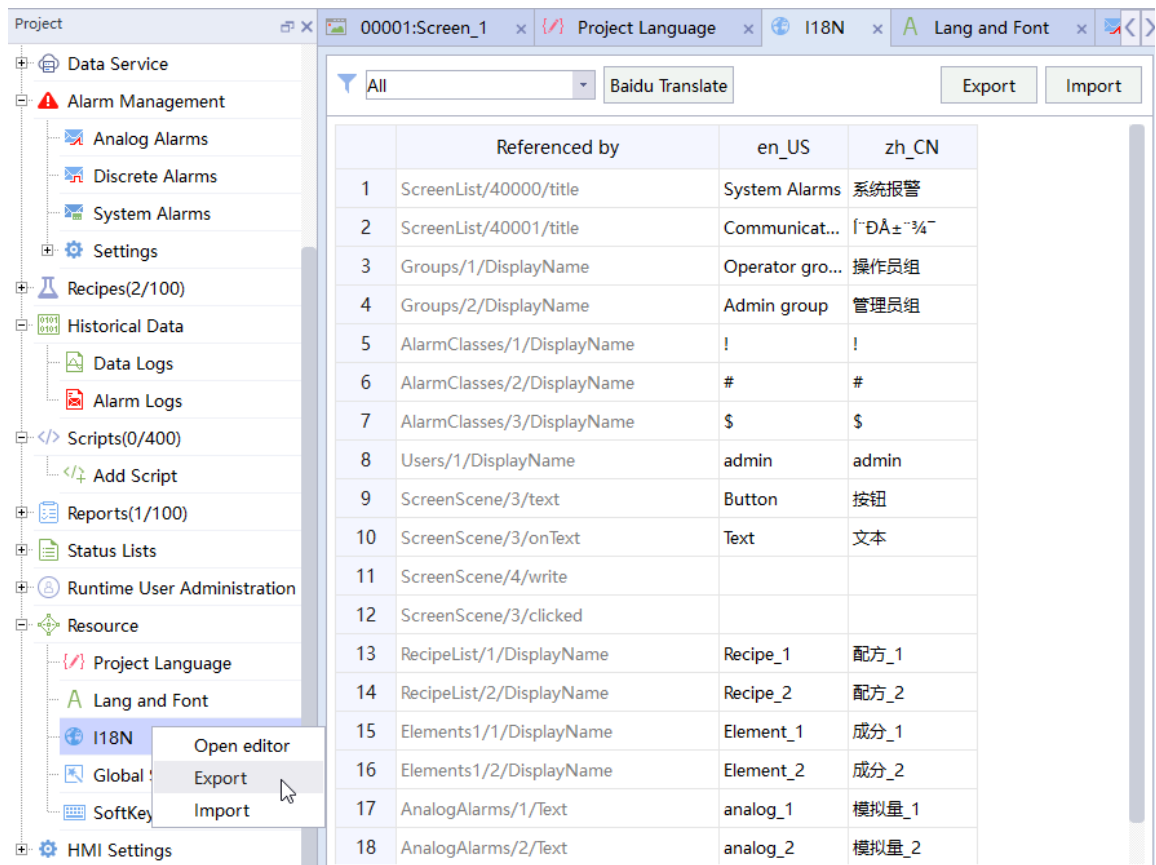 Project
Data Service
Alarm Management
Analog Alarms
Discrete Alarms
System Alarms
Settings
Recipes(2/100)
Historical Data
Data Logs
Alarm Logs
Scripts(0/400)
Add Script
Reports(1/100)
Status Lists
Runtime User Administration
Resource
Project Language
Lang and Font
I18N
Global
SoftKey
HMI Settings
Open editor
Export
Import
00001:Screen_1 Project Language I18N Lang and Font
All Baidu Translate Export Import
Referenced by en_US zh_CN
1 ScreenList/40000/title System Alarms 系统报警
2 ScreenList/40001/title Communicat... Í¨ÐÅ±¨¾¯
3 Groups/1/DisplayName Operator gro... 操作员组
4 Groups/2/DisplayName Admin group 管理员组
5 AlarmClasses/1/DisplayName ! !
6 AlarmClasses/2/DisplayName # #
7 AlarmClasses/3/DisplayName $ $
8 Users/1/DisplayName admin admin
9 ScreenScene/3/text Button 按钮
10 ScreenScene/3/onText Text 文本
11 ScreenScene/4/write
12 ScreenScene/3/clicked
13 RecipeList/1/DisplayName Recipe_1 配方_1
14 RecipeList/2/DisplayName Recipe_2 配方_2
15 Elements1/1/DisplayName Element_1 成分_1
16 Elements1/2/DisplayName Element_2 成分_2
17 AnalogAlarms/1/Text analog_1 模拟量_1
18 AnalogAlarms/2/Text analog_2 模拟量_2